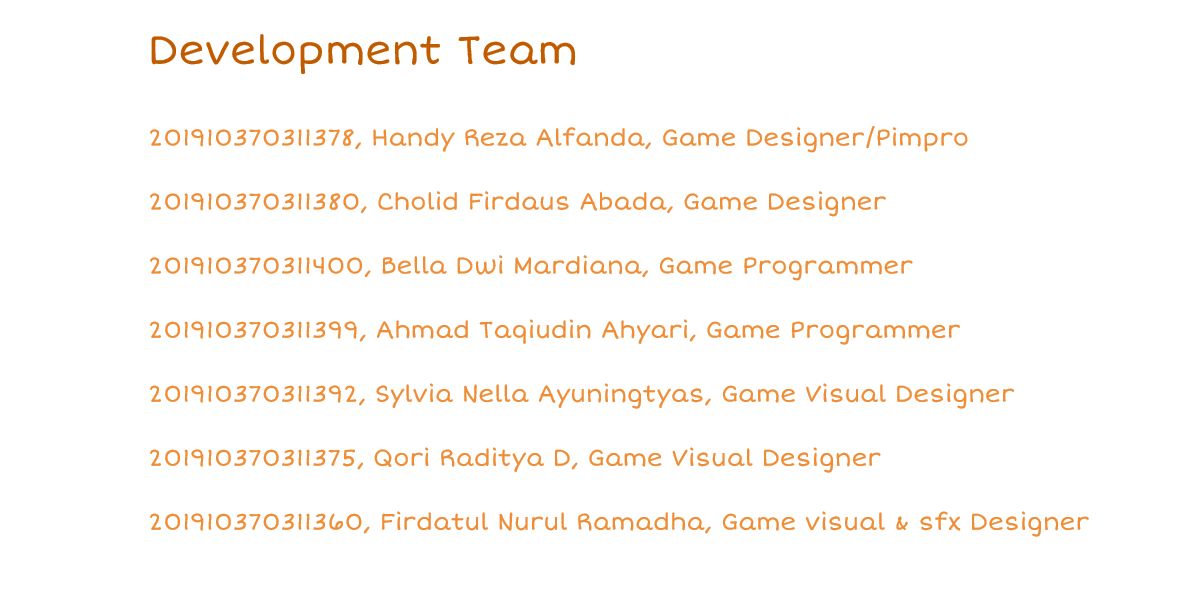 Development Team
201910370311378, Handy Reza Alfanda, Game Designer/Pimpro
201910370311380, Cholid Firdaus Abada, Game Designer
201910370311400, Bella Dwi Mardiana, Game Programmer
201910370311399, Ahmad Taqiudin Ahyari, Game Programmer
201910370311392, Sylvia Nella Ayuningtyas, Game Visual Designer
201910370311375, Qori Raditya D, Game Visual Designer
201910370311360, Firdatul Nurul Ramadha, Game visual & sfx Designer